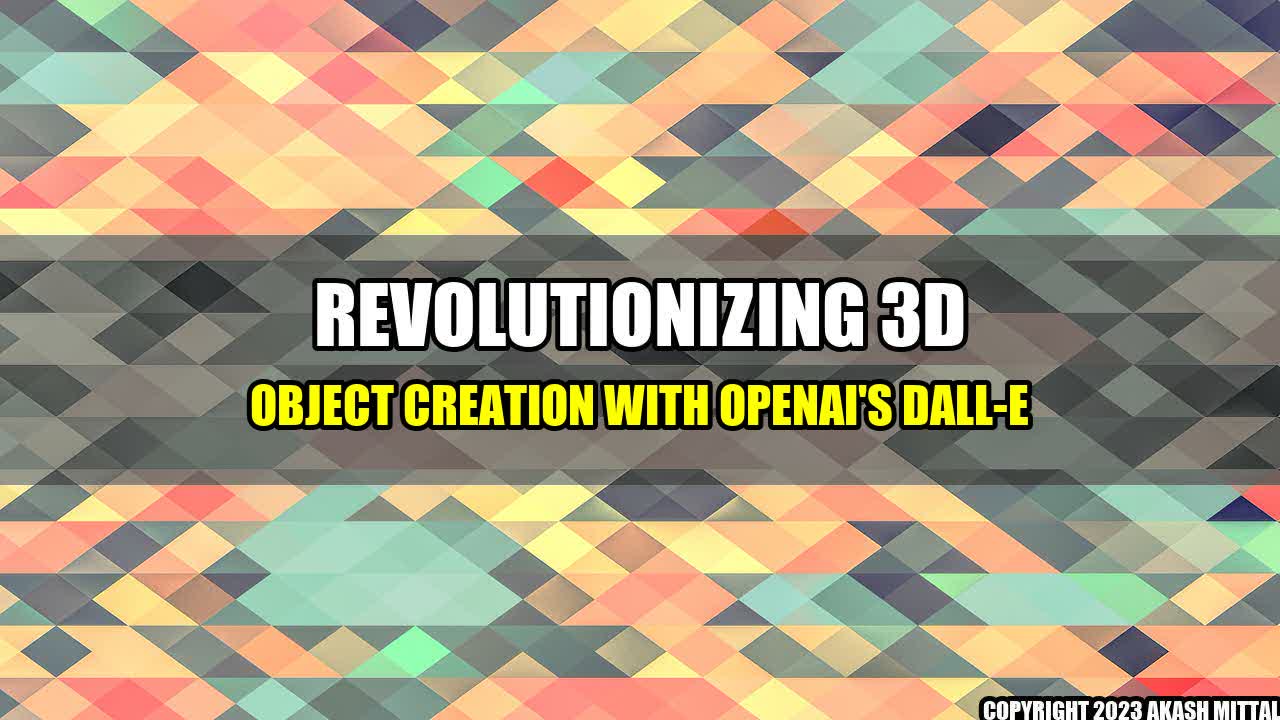 REVOLUTIONIZING 3D
OBJECT CREATION WITH OPENAI'S DALL-E
COPYRIGHT 2023 AKASH MITTAL